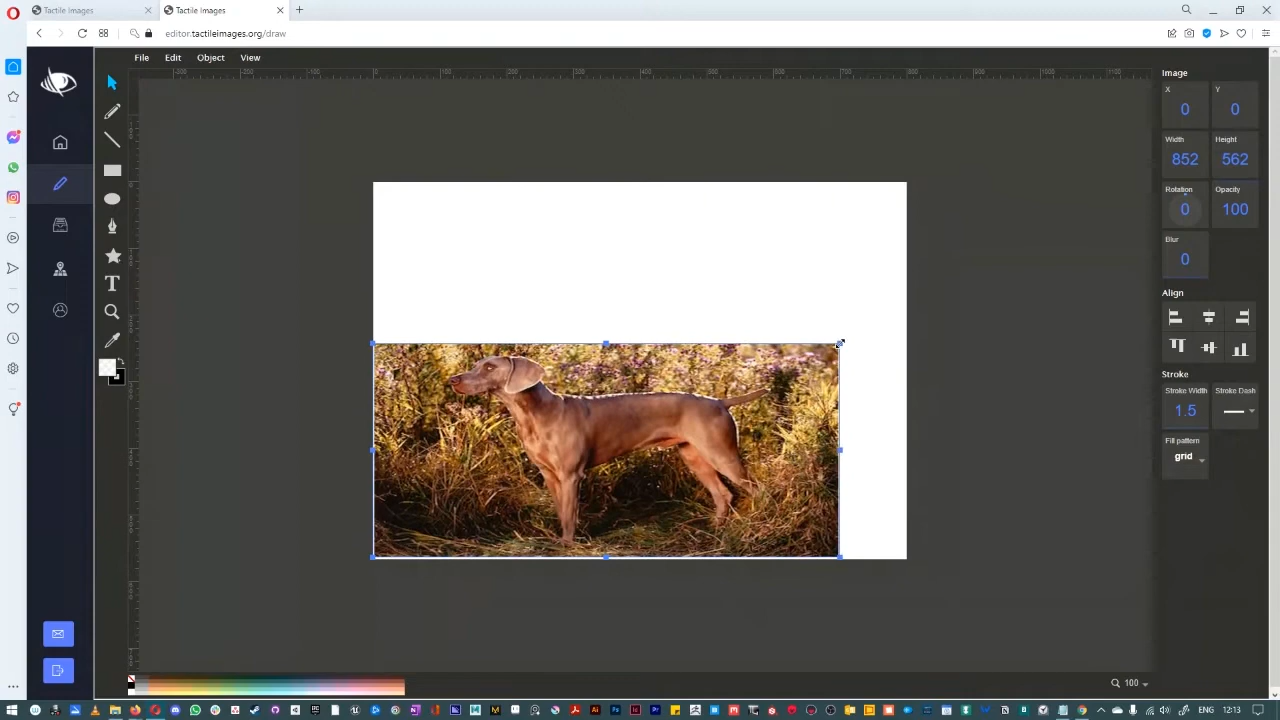 Tactile Images
Tactile Images
editor.tactileimages.org/draw
File Edit Object View
Image
X Y
0 0
Width Height
852 562
Rotation Opacity
0 100
Blur
0
Align
Stroke
Stroke Width Stroke Dash
1.5
Fill pattern
grid
100
ENG 12:13